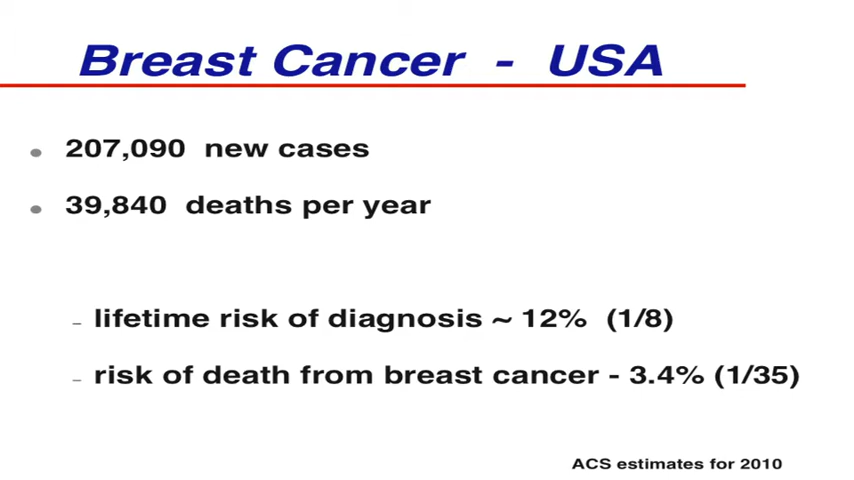 Breast Cancer - USA
207,090 new cases
39,840 deaths per year
– lifetime risk of diagnosis ~ 12% (1/8)
– risk of death from breast cancer - 3.4% (1/35)
ACS estimates for 2010